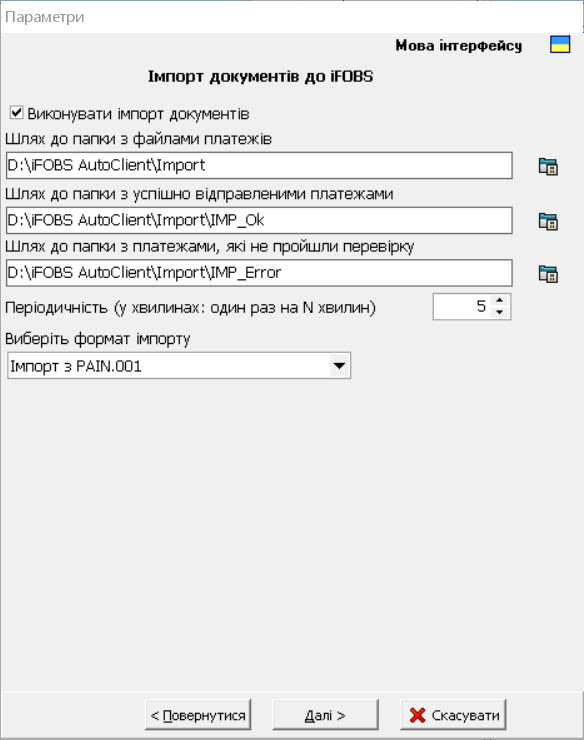 Параметри
Мова інтерфейсу
Імпорт документів до iFOBS
Виконувати імпорт документів
Шлях до папки з файлами платежів
D:\iFOBS AutoClient\Import
Шлях до папки з успішно відправленими платежами
D:\iFOBS AutoClient\Import\IMP_Ok
Шлях до папки з платежами, які не пройшли перевірку
D:\iFOBS AutoClient\Import\IMP_Error
Періодичність (у хвилинах: один раз на N хвилин) 5
Виберіть формат імпорту
Імпорт з PAIN.001
< Повернутися Далі > Скасувати